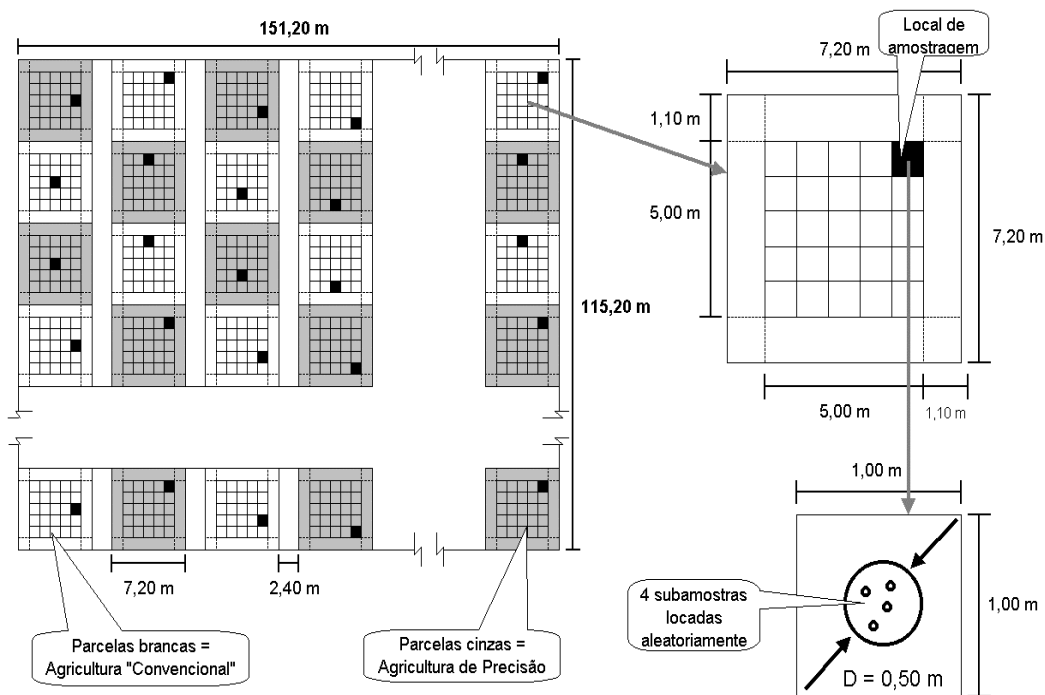 151,20 m
115,20 m
7,20 m
2,40 m
Parcelas brancas =
Agricultura "Convencional"
Parcelas cinzas =
Agricultura de Precisão
Local de
amostragem
7,20 m
1,10 m
5,00 m
7,20 m
5,00 m
1,10 m
1,00 m
1,00 m
4 subamostras
locadas
aleatoriamente
D = 0,50 m